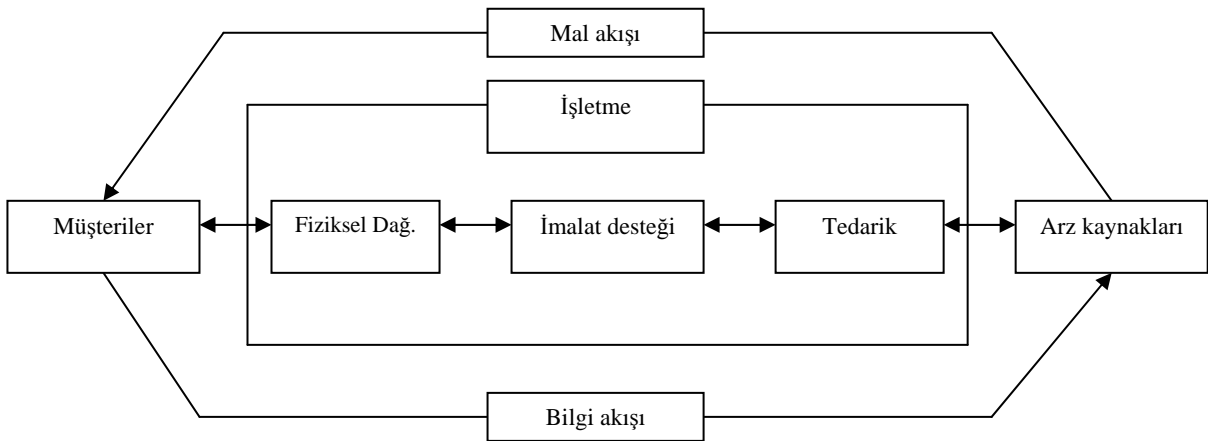 Mal akışı
İşletme
Müşteriler
Fiziksel Dağ.
İmalat desteği
Tedarik
Arz kaynakları
Bilgi akışı